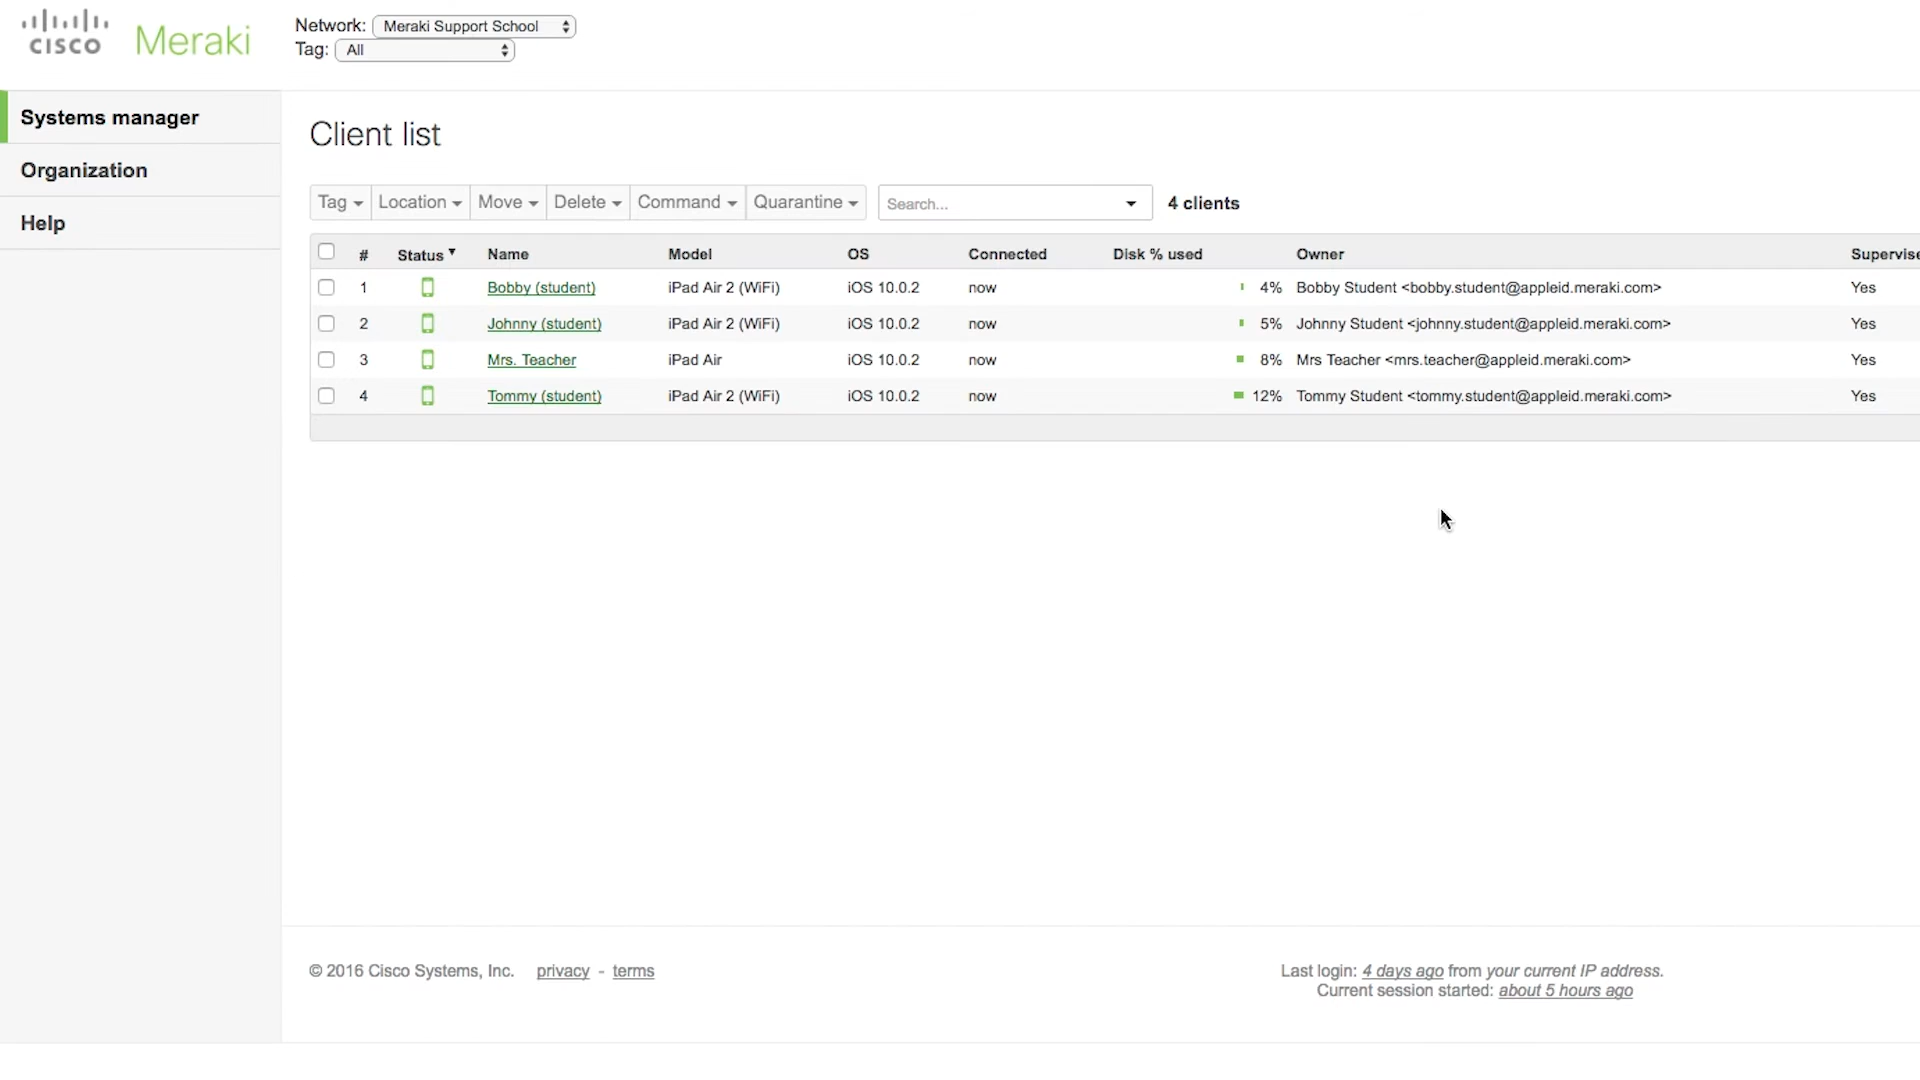 CISCO Meraki
Network: Meraki Support School
Tag: All
Systems manager
Organization
Help
Client list
Tag Location Move Delete Command Quarantine Search... 4 clients
# Status Name Model OS Connected Disk % used Owner Supervise
1 Bobby (student) iPad Air 2 (WiFi) iOS 10.0.2 now 4% Bobby Student <bobby.student@appleid.meraki.com> Yes
2 Johnny (student) iPad Air 2 (WiFi) iOS 10.0.2 now 5% Johnny Student <johnny.student@appleid.meraki.com> Yes
3 Mrs. Teacher iPad Air iOS 10.0.2 now 8% Mrs Teacher <mrs.teacher@appleid.meraki.com> Yes
4 Tommy (student) iPad Air 2 (WiFi) iOS 10.0.2 now 12% Tommy Student <tommy.student@appleid.meraki.com> Yes
© 2016 Cisco Systems, Inc. privacy - terms
Last login: 4 days ago from your current IP address.
Current session started: about 5 hours ago